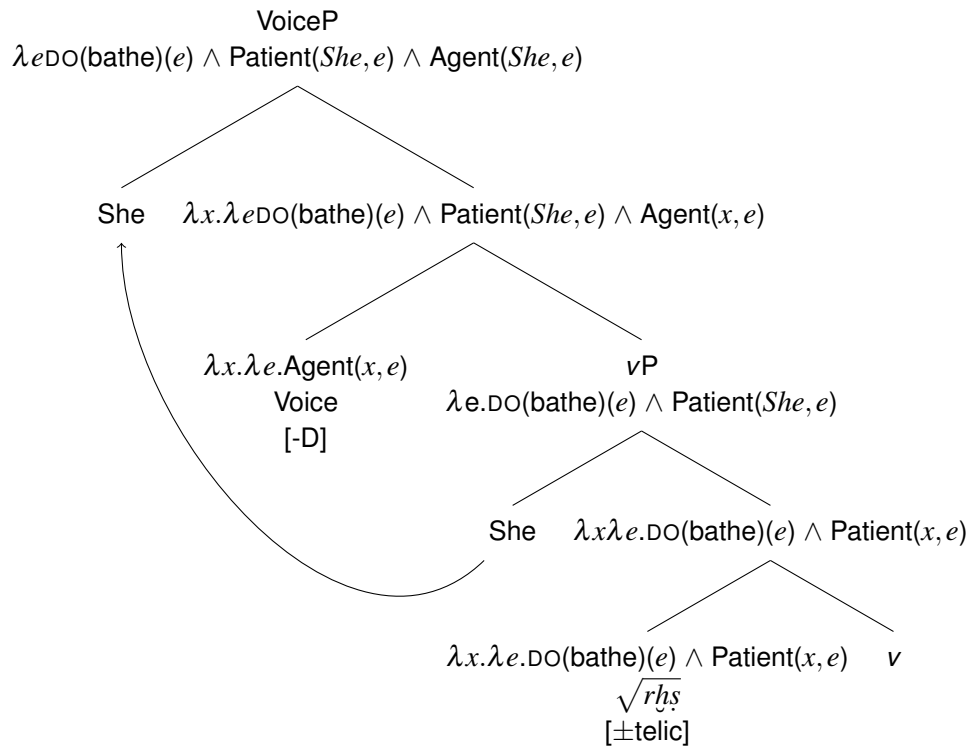 VoiceP
λeDO(bathe)(e) ∧ Patient(She, e) ∧ Agent(She, e)
She λx.λeDO(bathe)(e) ∧ Patient(She, e) ∧ Agent(x, e)
λx.λe.Agent(x, e) vP
Voice λe.DO(bathe)(e) ∧ Patient(She, e)
[-D]
She λxλe.DO(bathe)(e) ∧ Patient(x, e)
λx.λe.DO(bathe)(e) ∧ Patient(x, e) v
√rḫṣ
[±telic]